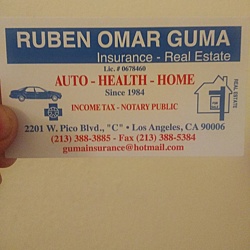 RUBEN OMAR GUMA
Insurance - Real Estate
Lic. # 0678460
AUTO - HEALTH - HOME
Since 1984
INCOME TAX - NOTARY PUBLIC
2201 W. Pico Blvd., "C" • Los Angeles, CA 90006
(213) 388-3885 - Fax (213) 388-5384
gumainsurance@hotmail.com